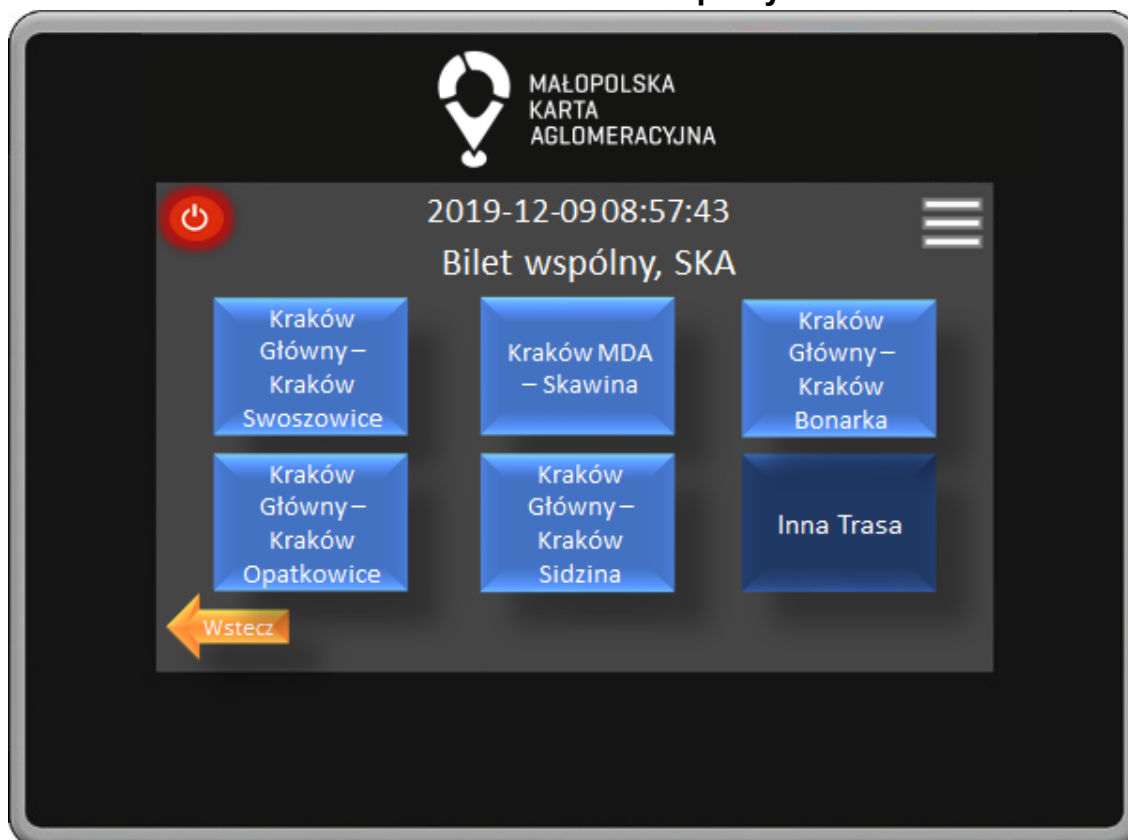 MAŁOPOLSKA
KARTA
AGLOMERACYJNA
2019-12-09 08:57:43
Bilet wspólny, SKA
Kraków
Główny –
Kraków
Swoszowice
Kraków MDA
– Skawina
Kraków
Główny –
Kraków
Bonarka
Kraków
Główny –
Kraków
Opatkowice
Kraków
Główny –
Kraków
Sidzina
Inna Trasa
Wstecz